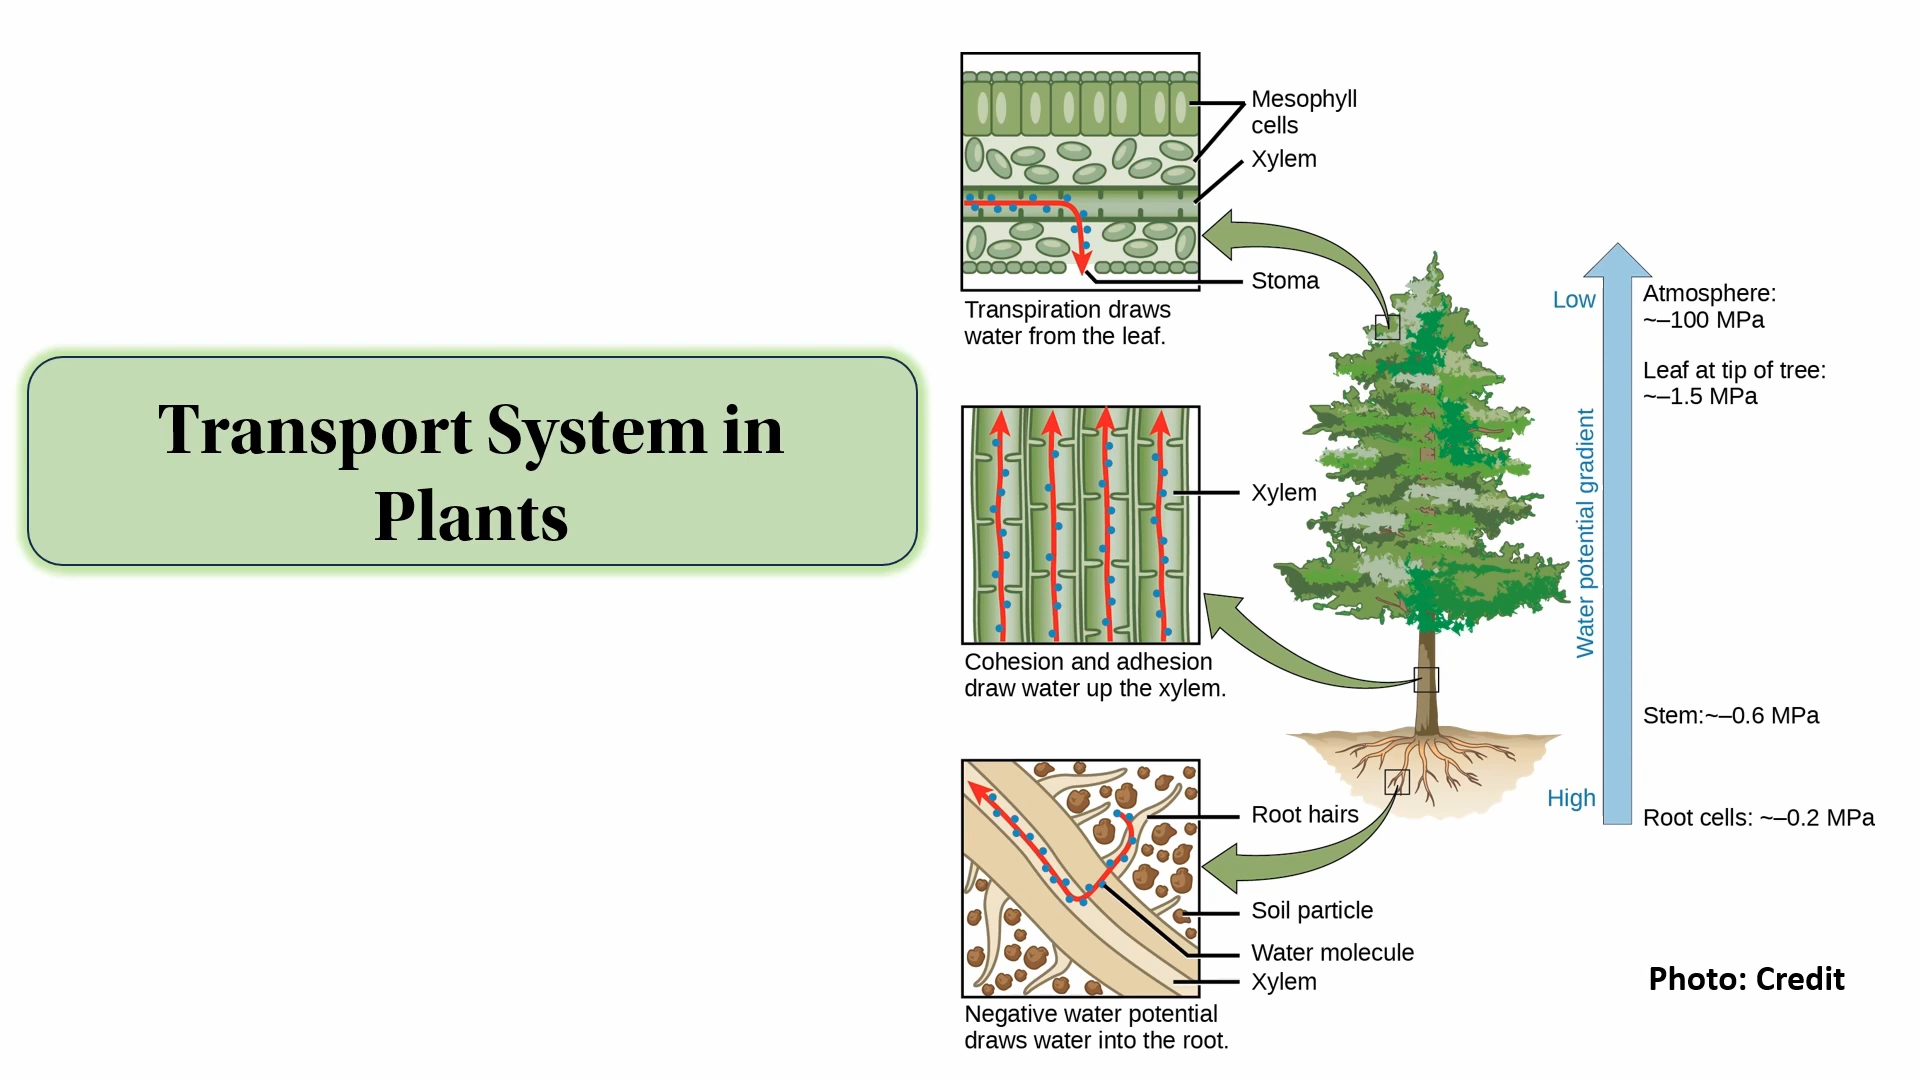 Transport System in
Plants
Mesophyll
cells
Xylem
Stoma
Transpiration draws
water from the leaf.
Xylem
Cohesion and adhesion
draw water up the xylem.
Root hairs
Soil particle
Water molecule
Xylem
Negative water potential
draws water into the root.
Low
Water potential gradient
High
Atmosphere:
~–100 MPa
Leaf at tip of tree:
~–1.5 MPa
Stem:~–0.6 MPa
Root cells: ~–0.2 MPa
Photo: Credit